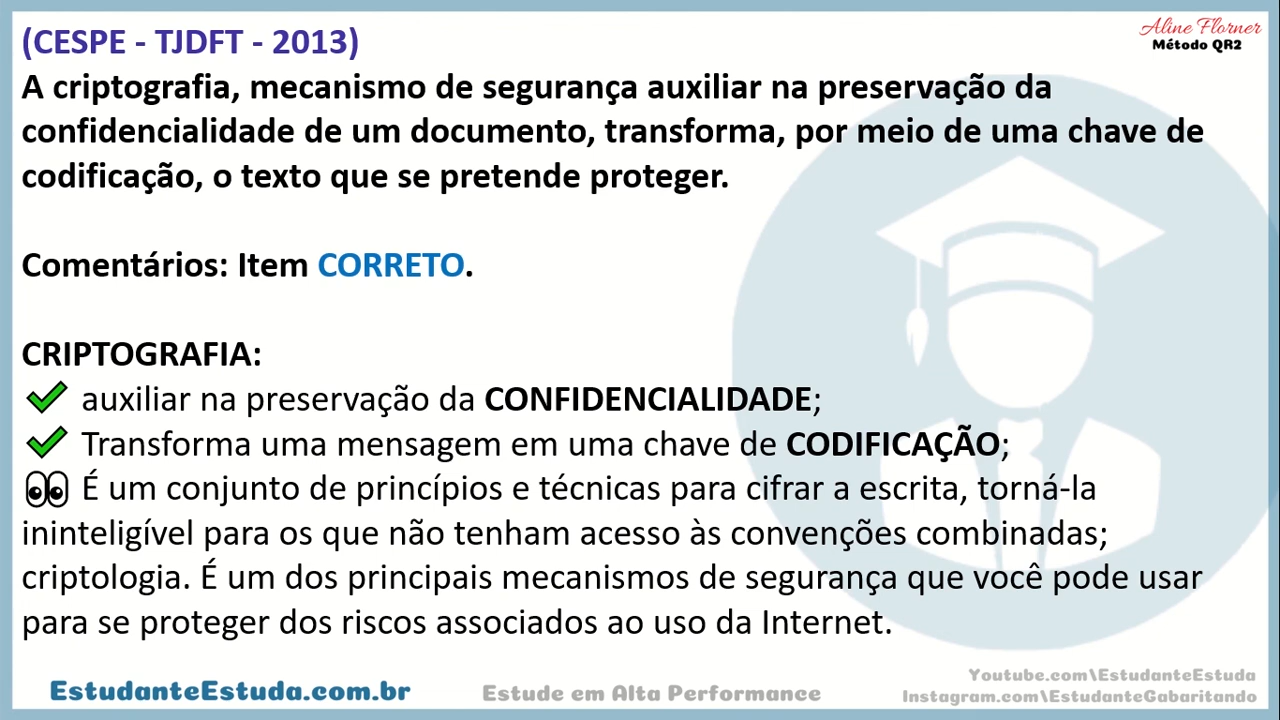 Aline Florner
Método QR2
(CESPE - TJDFT - 2013)
A criptografia, mecanismo de segurança auxiliar na preservação da
confidencialidade de um documento, transforma, por meio de uma chave de
codificação, o texto que se pretende proteger.
Comentários: Item CORRETO.
CRIPTOGRAFIA:
auxiliar na preservação da CONFIDENCIALIDADE;
Transforma uma mensagem em uma chave de CODIFICAÇÃO;
É um conjunto de princípios e técnicas para cifrar a escrita, torná-la
ininteligível para os que não tenham acesso às convenções combinadas;
criptologia. É um dos principais mecanismos de segurança que você pode usar
para se proteger dos riscos associados ao uso da Internet.
EstudanteEstuda.com.br
Estude em Alta Performance
Youtube.com\EstudanteEstuda
Instagram.com\EstudanteGabaritando